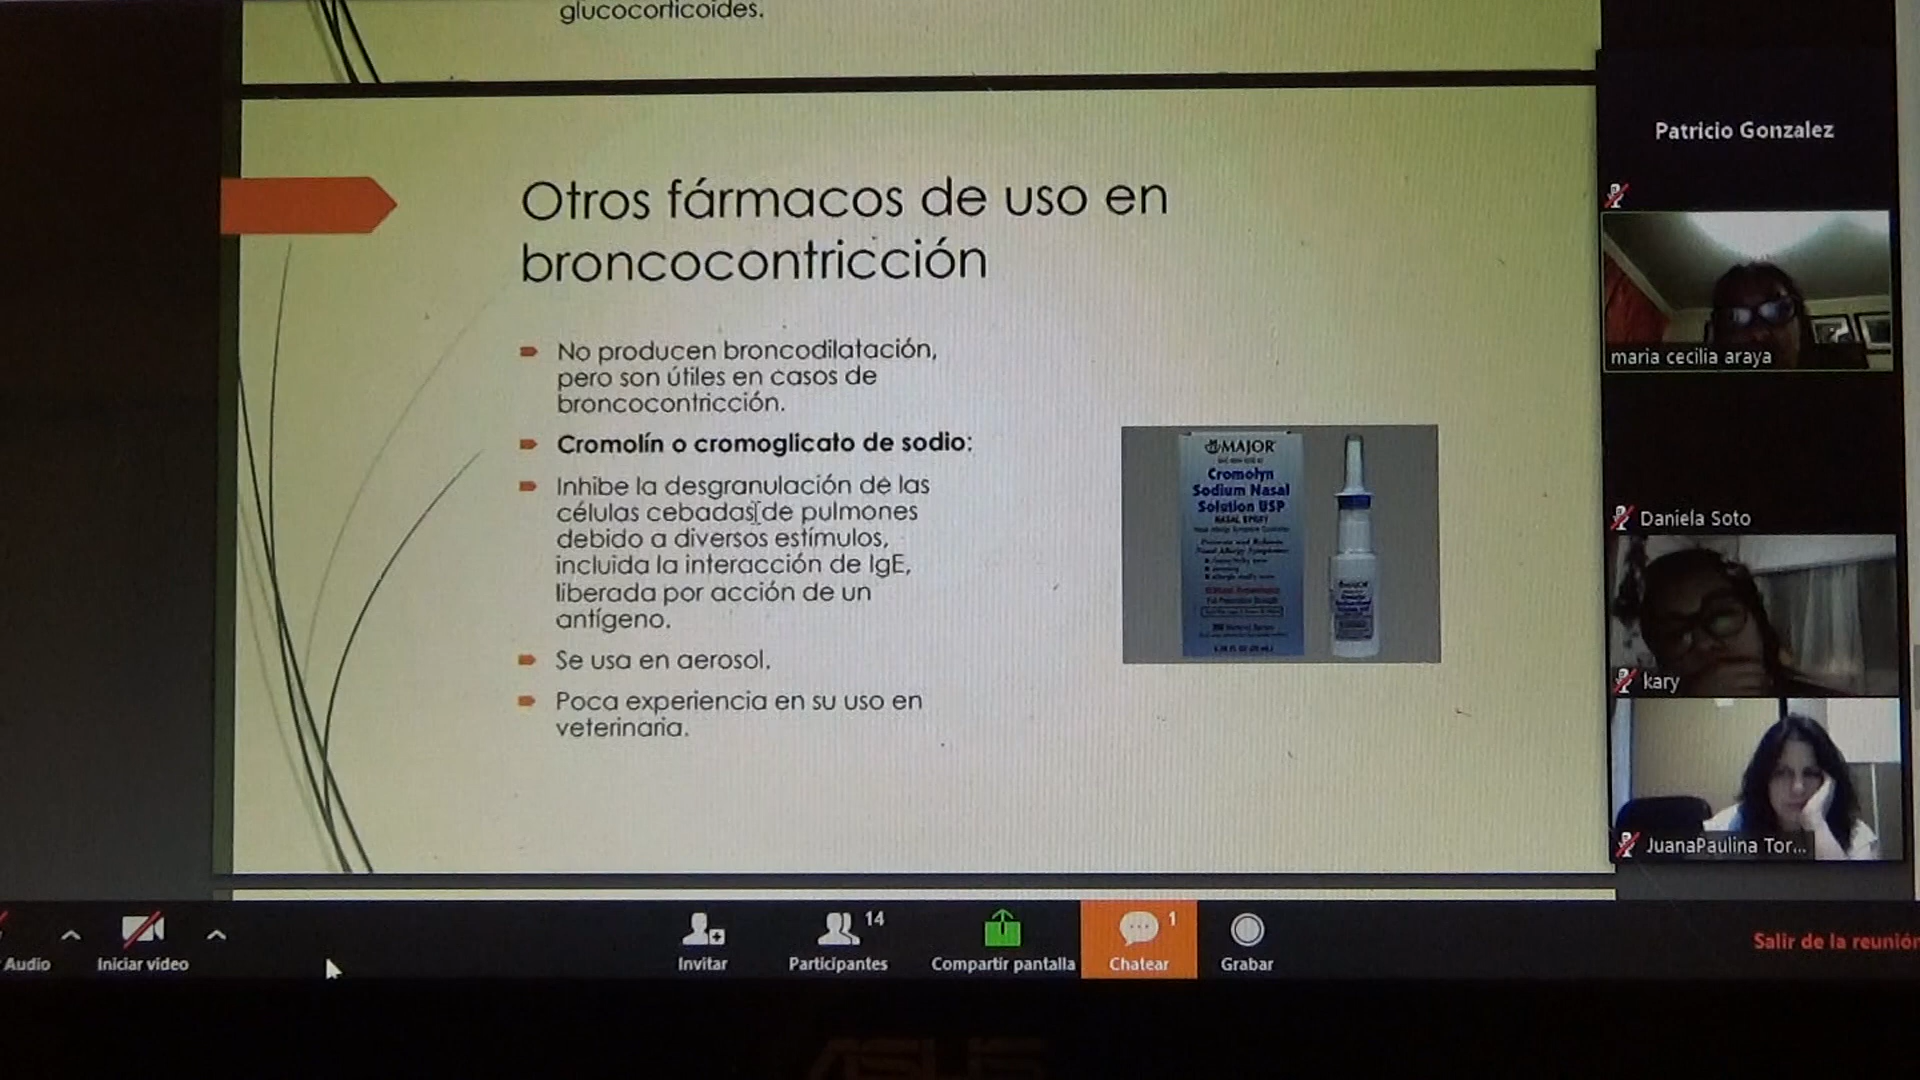 glucocorticoides.
Otros fármacos de uso en
broncocontricción
No producen broncodilatación,
pero son útiles en casos de
broncocontricción.
Cromolín o cromoglicato de sodio:
Inhibe la desgranulación de las
células cebadas de pulmones
debido a diversos estímulos,
incluida la interacción de IgE,
liberada por acción de un
antígeno.
Se usa en aerosol.
Poca experiencia en su uso en
veterinaria.
MAJOR
Cromolyn
Sodium Nasal
Solution USP
NASAL SPRAY
MAJOR
Patricio Gonzalez
maria cecilia araya
Daniela Soto
kary
JuanaPaulina Tor...
Audio
Iniciar video
Invitar
14
Participantes
Compartir pantalla
1
Chatear
Grabar
Salir de la reunión
ASUS